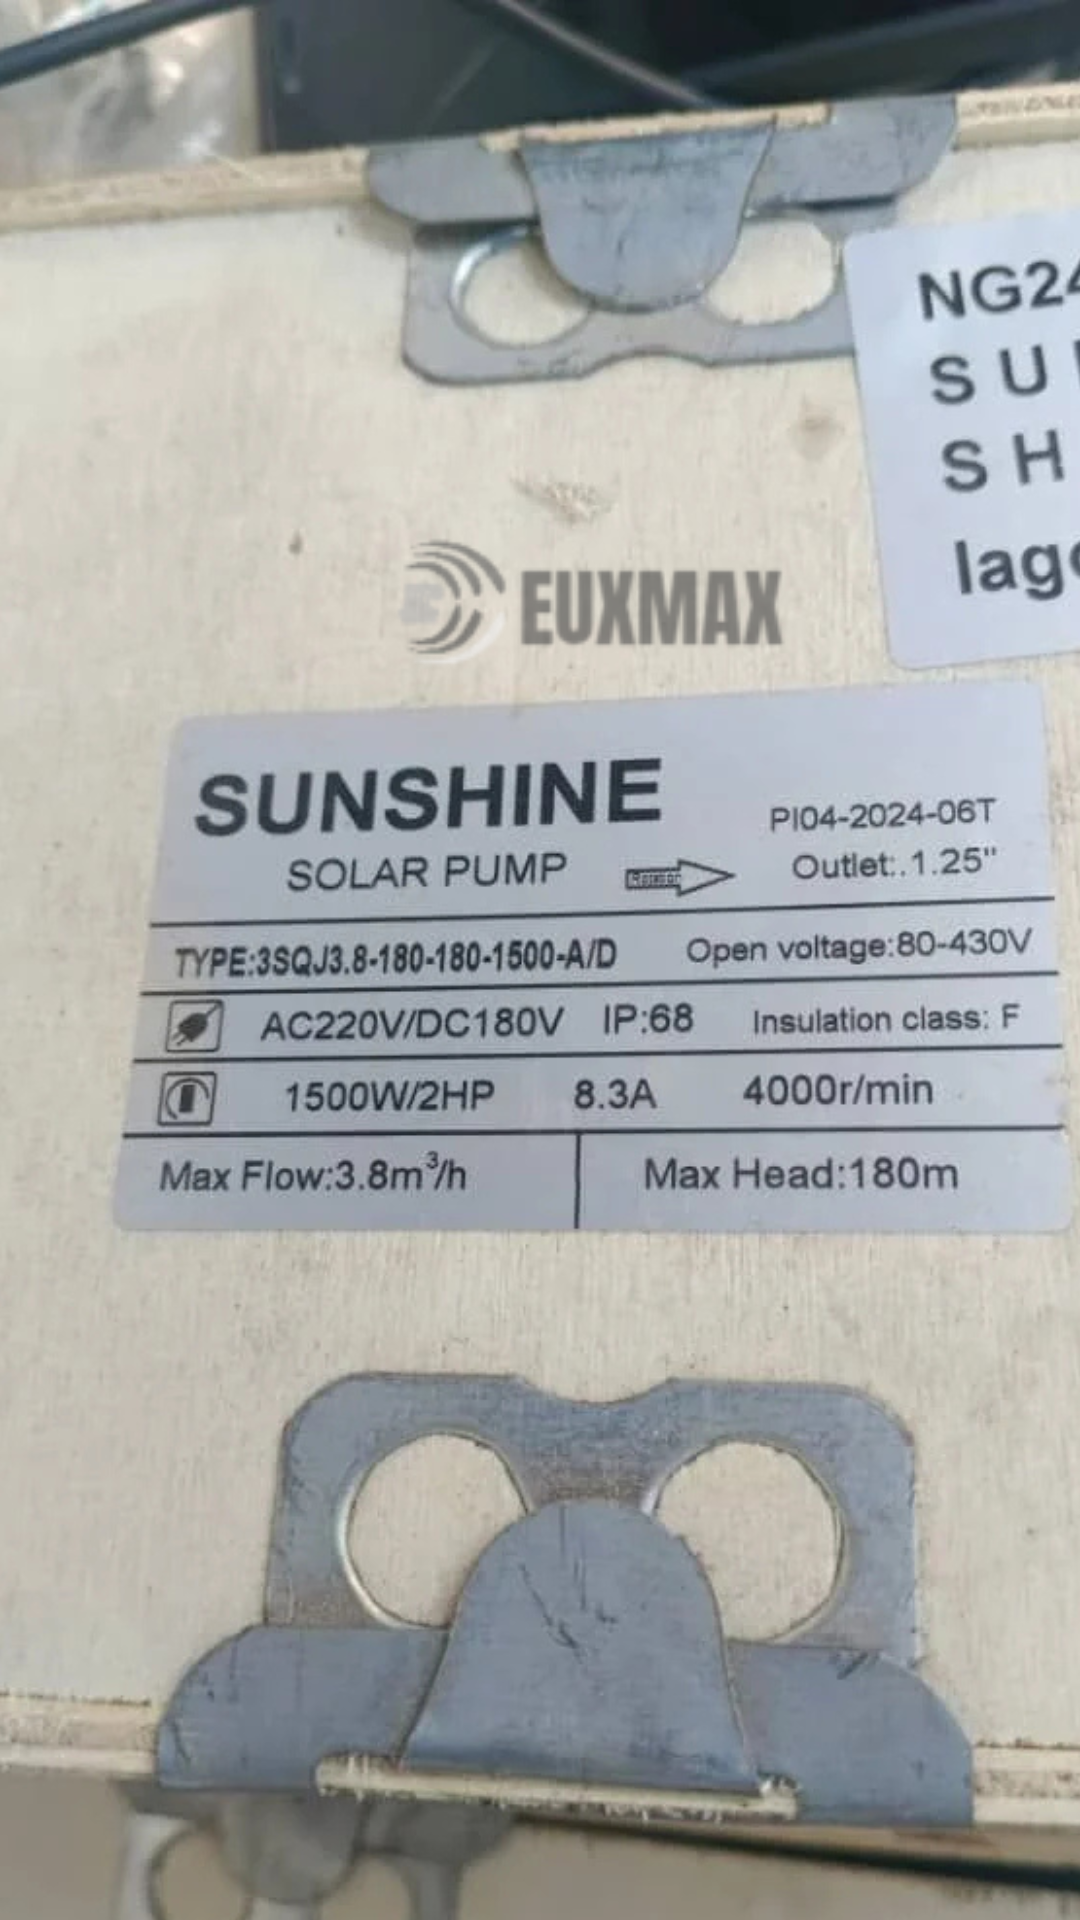 NG24
S U
S H
lag
EUXMAX
SUNSHINE
SOLAR PUMP
PI04-2024-06T
Outlet:.1.25"
TYPE:3SQJ3.8-180-180-1500-A/D Open voltage:80-430V
AC220V/DC180V IP:68 Insulation class: F
1500W/2HP 8.3A 4000r/min
Max Flow:3.8m³/h Max Head:180m